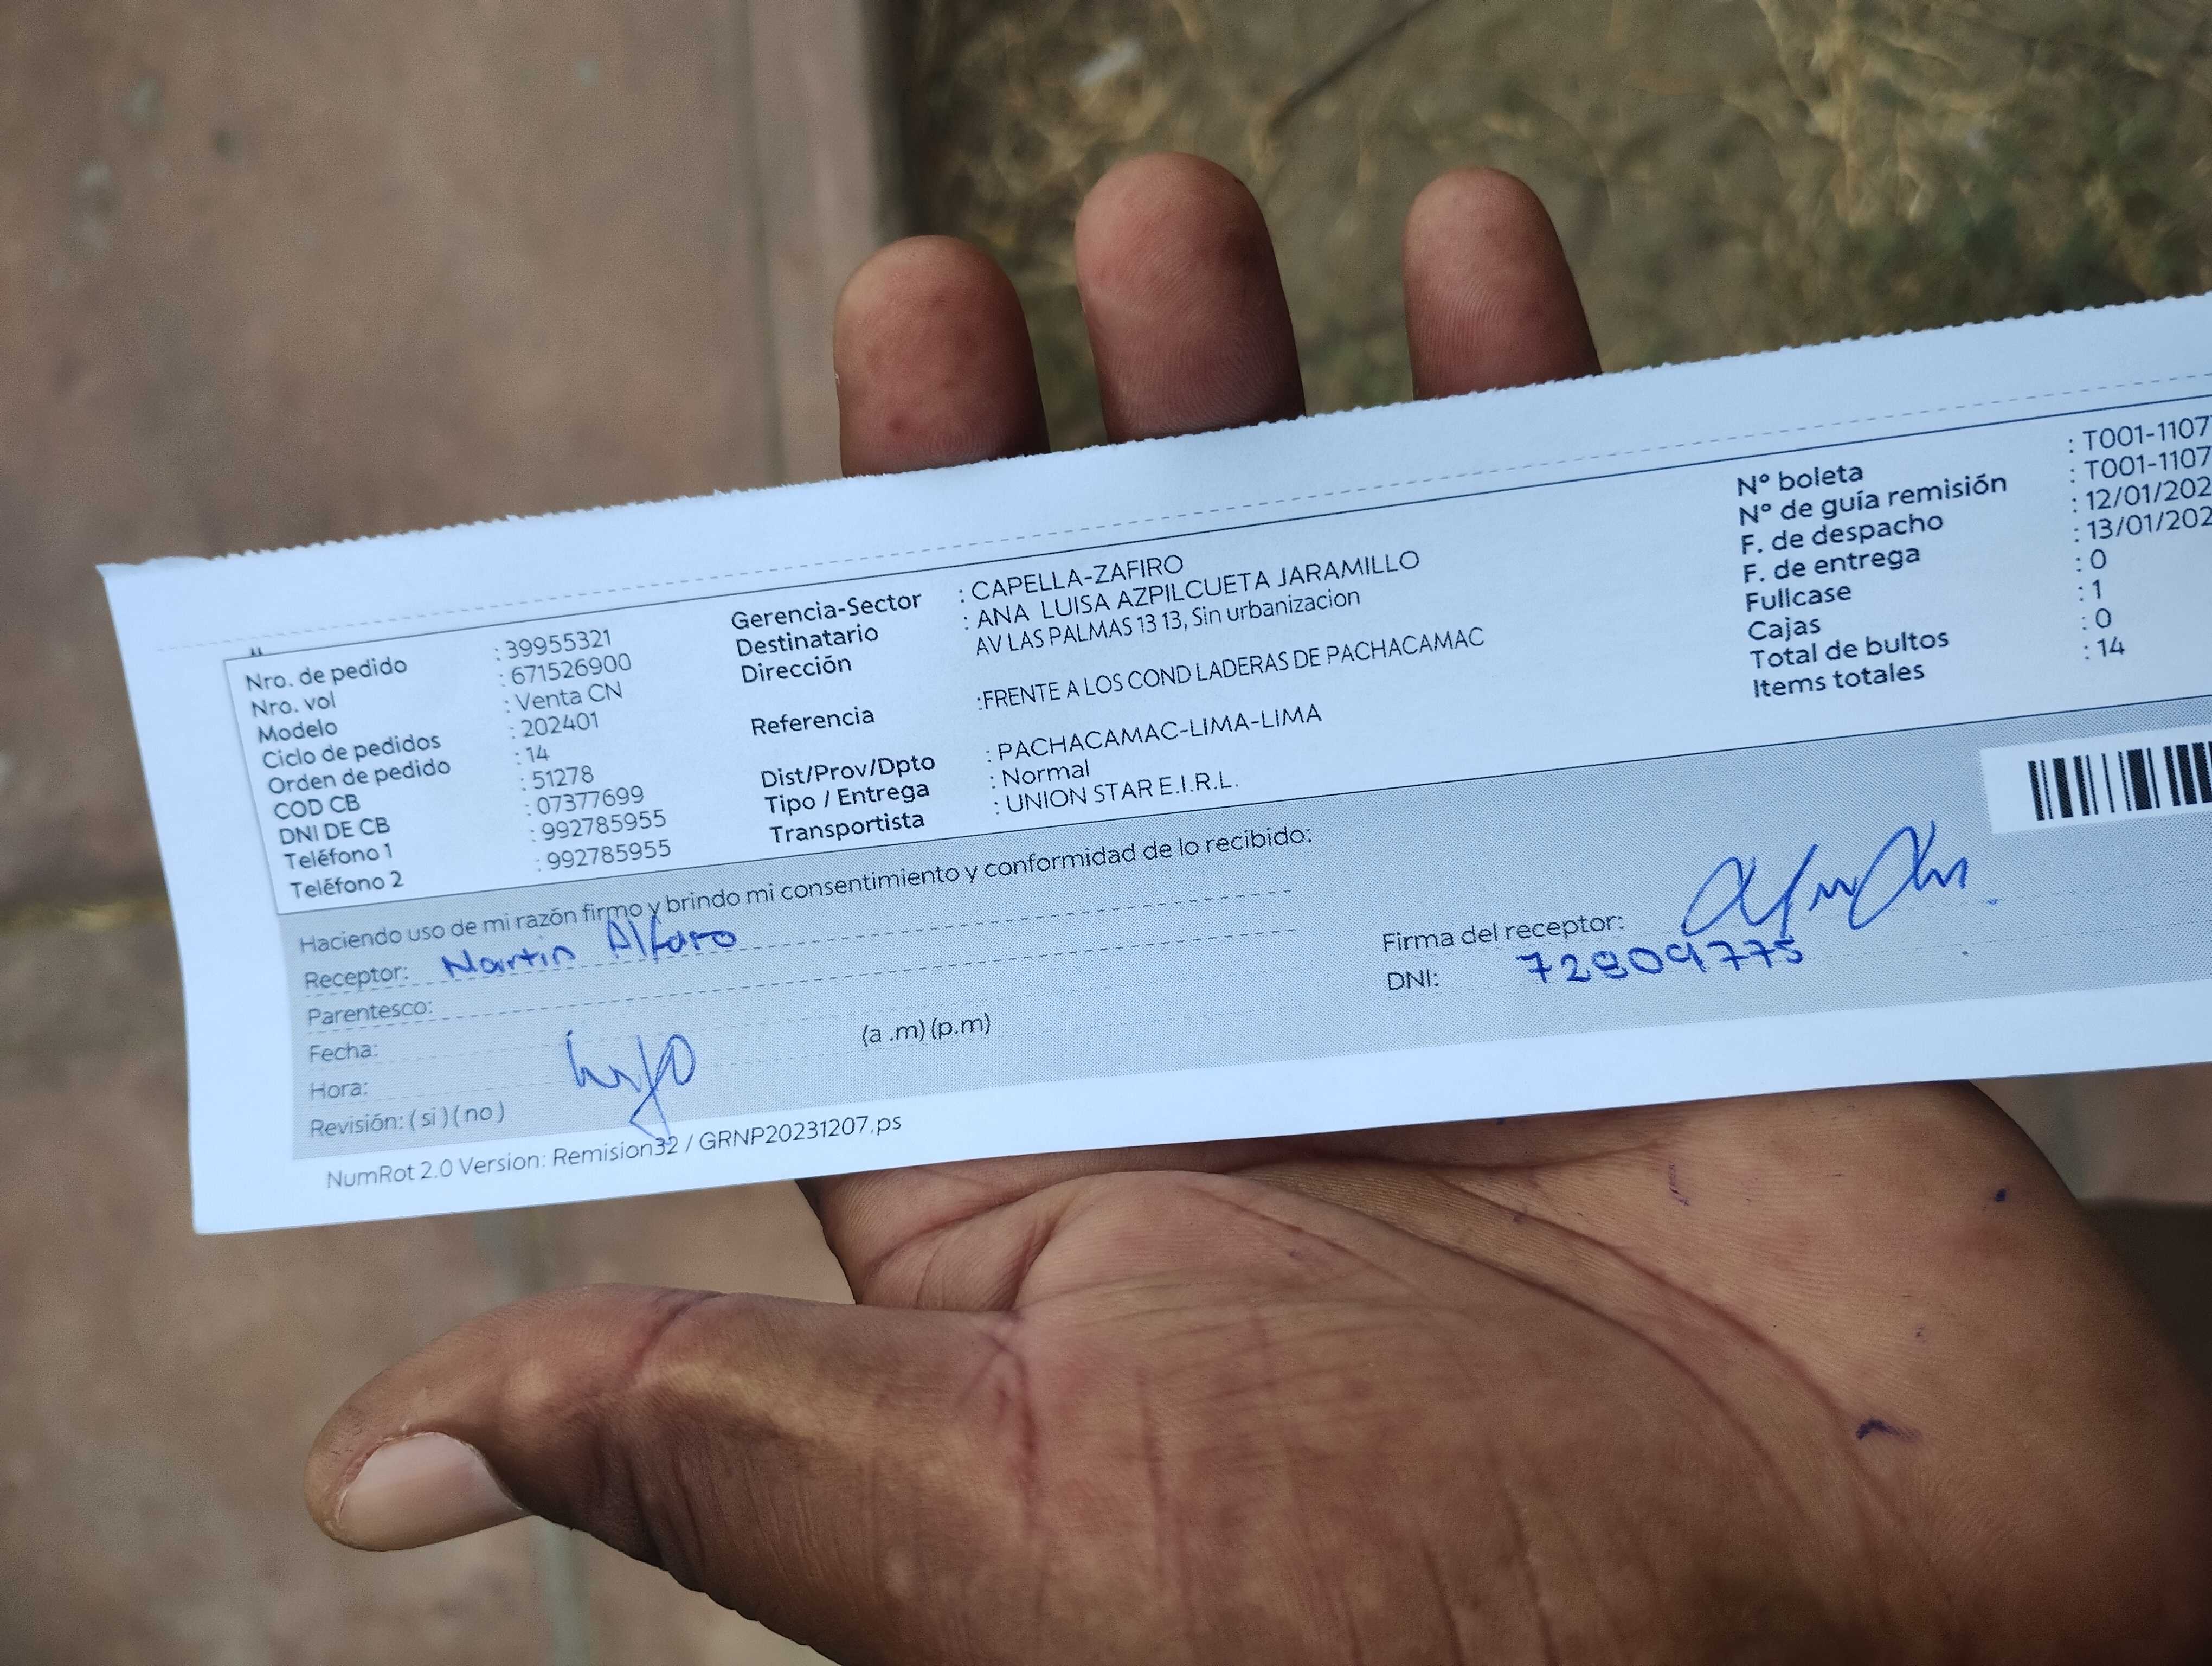 Nro. de pedido : 39955321
Nro. vol : 671526900
Modelo : Venta CN
Ciclo de pedidos : 202401
Orden de pedido : 14
COD CB : 51278
DNI DE CB : 07377699
Teléfono 1 : 992785955
Teléfono 2 : 992785955
Gerencia-Sector : CAPELLA-ZAFIRO
Destinatario : ANA LUISA AZPILCUETA JARAMILLO
Dirección AV LAS PALMAS 13 13, Sin urbanizacion
Referencia :FRENTE A LOS COND LADERAS DE PACHACAMAC
Dist/Prov/Dpto : PACHACAMAC-LIMA-LIMA
Tipo / Entrega : Normal
Transportista : UNION STAR E.I.R.L.
Nº boleta : T001-1107
Nº de guía remisión : T001-1107
F. de despacho : 12/01/202
F. de entrega : 13/01/202
Fullcase : 0
Cajas : 1
Total de bultos : 0
Items totales : 14
Haciendo uso de mi razón firmo y brindo mi consentimiento y conformidad de lo recibido:
Receptor: Martin Alfaro
Parentesco:
Fecha:
Hora: (a .m) (p.m)
Revisión: ( si ) ( no )
Firma del receptor:
DNI: 72809775
NumRot 2.0 Version: Remision32 / GRNP20231207.ps